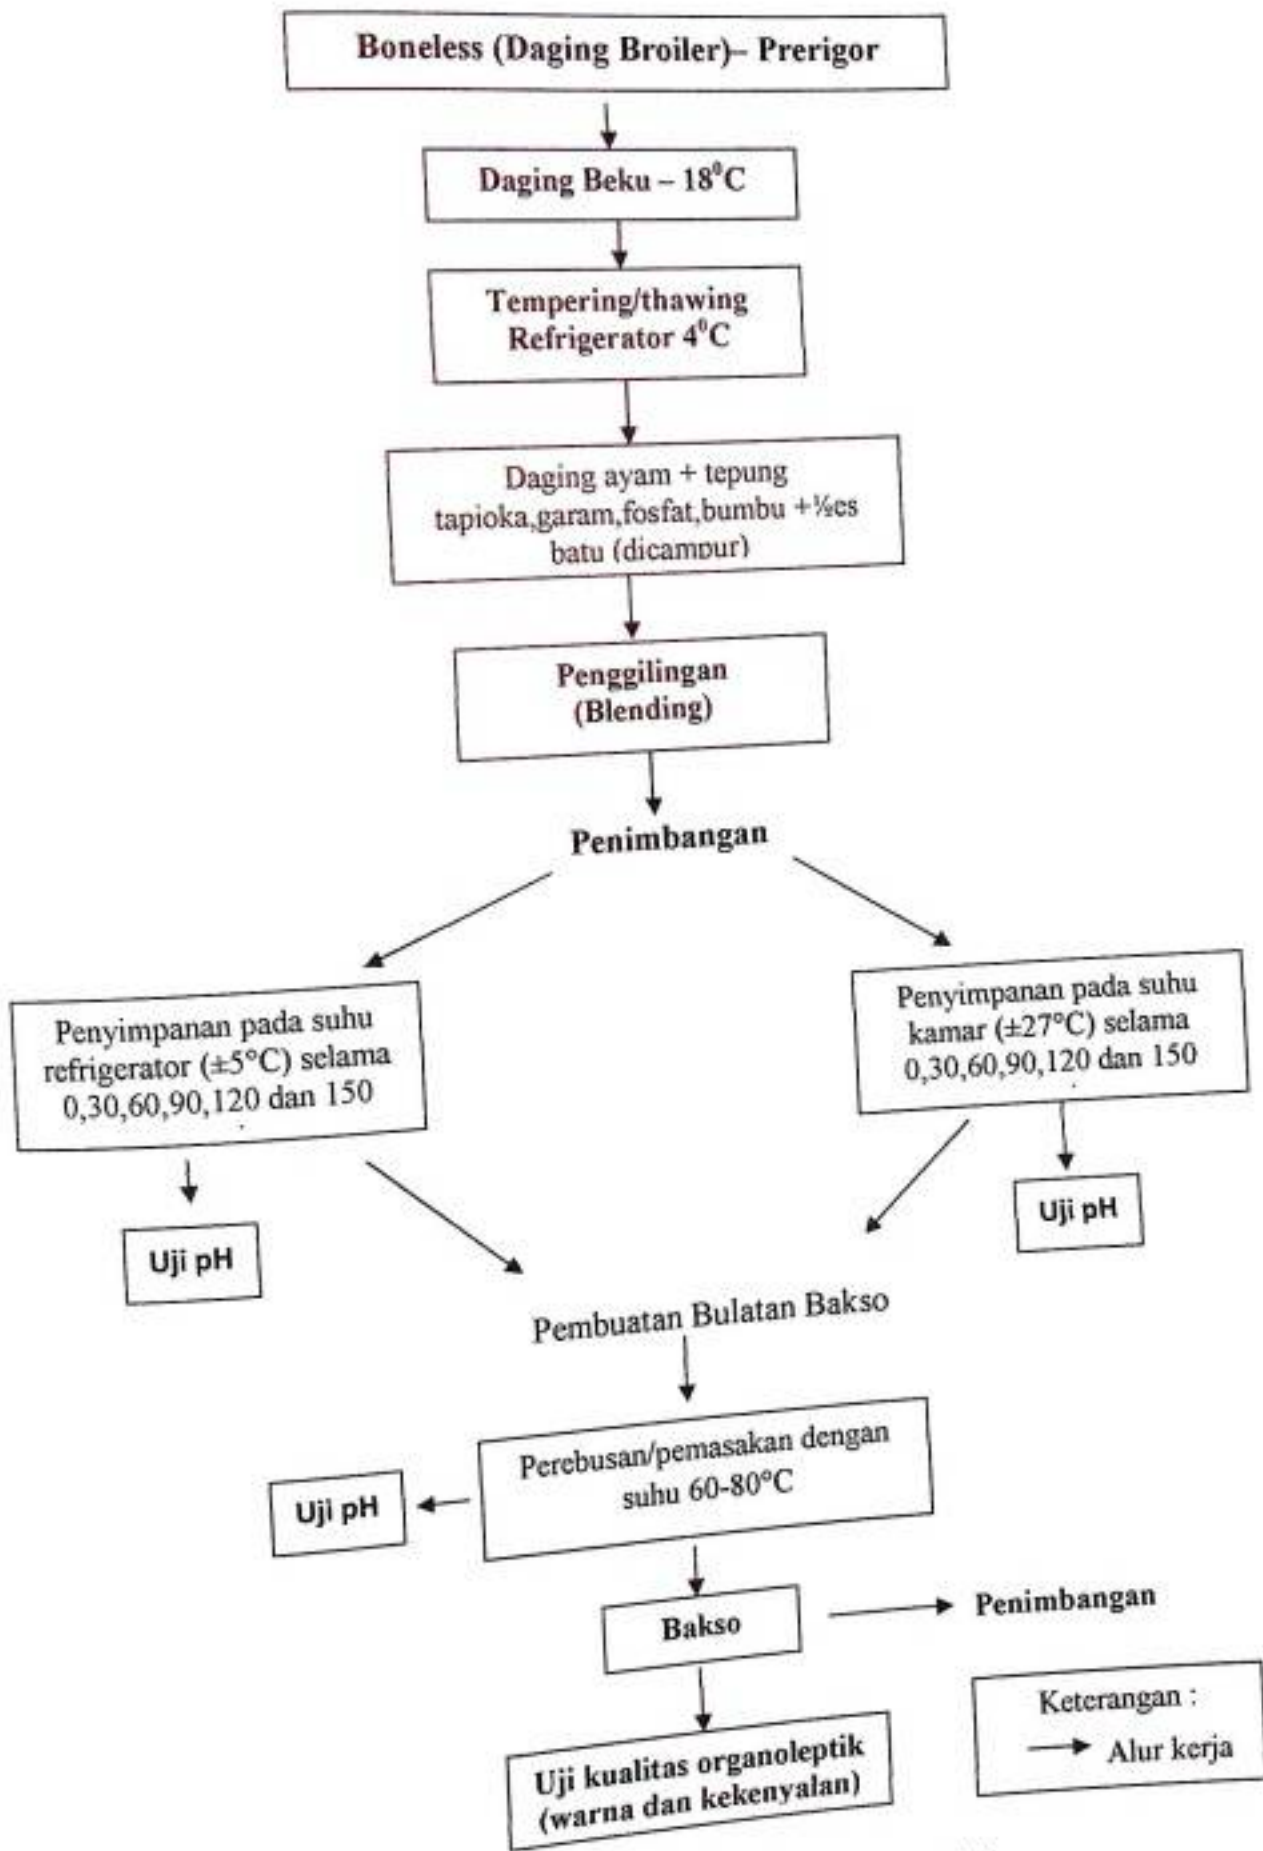 Boneless (Daging Broiler)– Prerigor
Daging Beku – 18⁰C
Tempering/thawing
Refrigerator 4⁰C
Daging ayam + tepung
tapioka,garam,fosfat,bumbu +½es
batu (dicampur)
Penggilingan
(Blending)
Penimbangan
Penyimpanan pada suhu
refrigerator (±5°C) selama
0,30,60,90,120 dan 150
Penyimpanan pada suhu
kamar (±27°C) selama
0,30,60,90,120 dan 150
Uji pH
Uji pH
Pembuatan Bulatan Bakso
Perebusan/pemasakan dengan
suhu 60-80°C
Uji pH
Bakso
Penimbangan
Uji kualitas organoleptik
(warna dan kekenyalan)
Keterangan :
Alur kerja